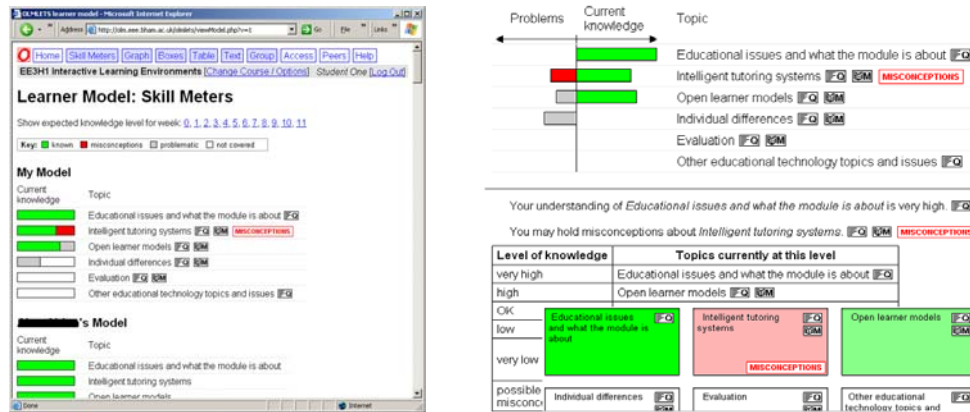 OLMLETS learner model - Microsoft Internet Explorer
Address http://olm.eee.bham.ac.uk/olmlets/viewModel.php?v=1 Go File Links
Home Skill Meters Graph Boxes Table Text Group Access Peers Help
EE3H1 Interactive Learning Environments [Change Course / Options] Student One [Log Out]
Learner Model: Skill Meters
Show expected knowledge level for week: 0, 1, 2, 3, 4, 5, 6, 7, 8, 9, 10, 11
Key: known misconceptions problematic not covered
My Model
Current knowledge Topic
Educational issues and what the module is about FQ
Intelligent tutoring systems FQ M MISCONCEPTIONS
Open learner models FQ M
Individual differences FQ M
Evaluation FQ M
Other educational technology topics and issues FQ
's Model
Current knowledge Topic
Educational issues and what the module is about
Intelligent tutoring systems
Open learner models
Done Internet
Problems Current knowledge Topic
Educational issues and what the module is about FQ
Intelligent tutoring systems FQ M MISCONCEPTIONS
Open learner models FQ M
Individual differences FQ M
Evaluation FQ M
Other educational technology topics and issues FQ
Your understanding of Educational issues and what the module is about is very high. FQ
You may hold misconceptions about Intelligent tutoring systems. FQ M MISCONCEPTIONS
Level of knowledge Topics currently at this level
very high Educational issues and what the module is about FQ
high Open learner models FQ M
OK
low
very low
possible
misconc
Educational issues and what the module is about FQ
Intelligent tutoring systems FQ M
MISCONCEPTIONS
Open learner models FQ M
Individual differences FQ
Evaluation FQ
Other educational technology topics and FQ